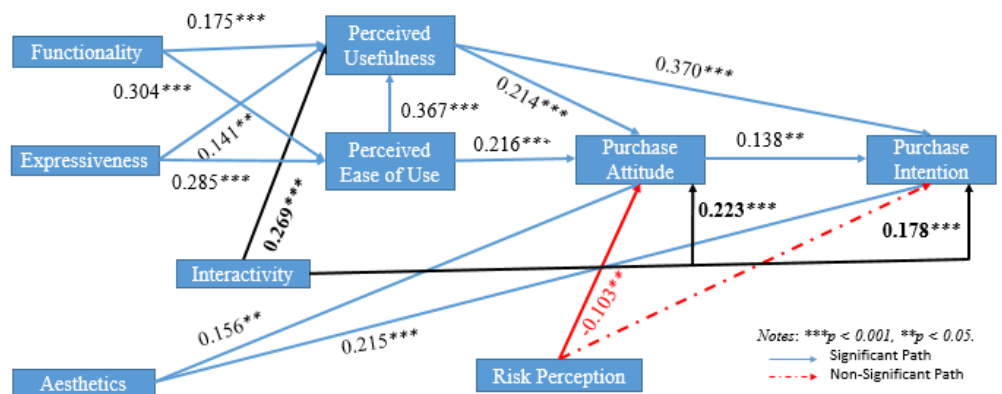 0.175***
Perceived
Usefulness
Functionality
0.370***
0.304***
0.214***
0.367***
0.141**
Expressiveness
0.285***
Perceived
Ease of Use
0.216***
Purchase
Attitude
0.138**
Purchase
Intention
0.269***
0.223***
0.178***
Interactivity
-0.103**
0.156**
0.215***
Notes: ***p < 0.001, **p < 0.05.
Significant Path
Non-Significant Path
Aesthetics
Risk Perception